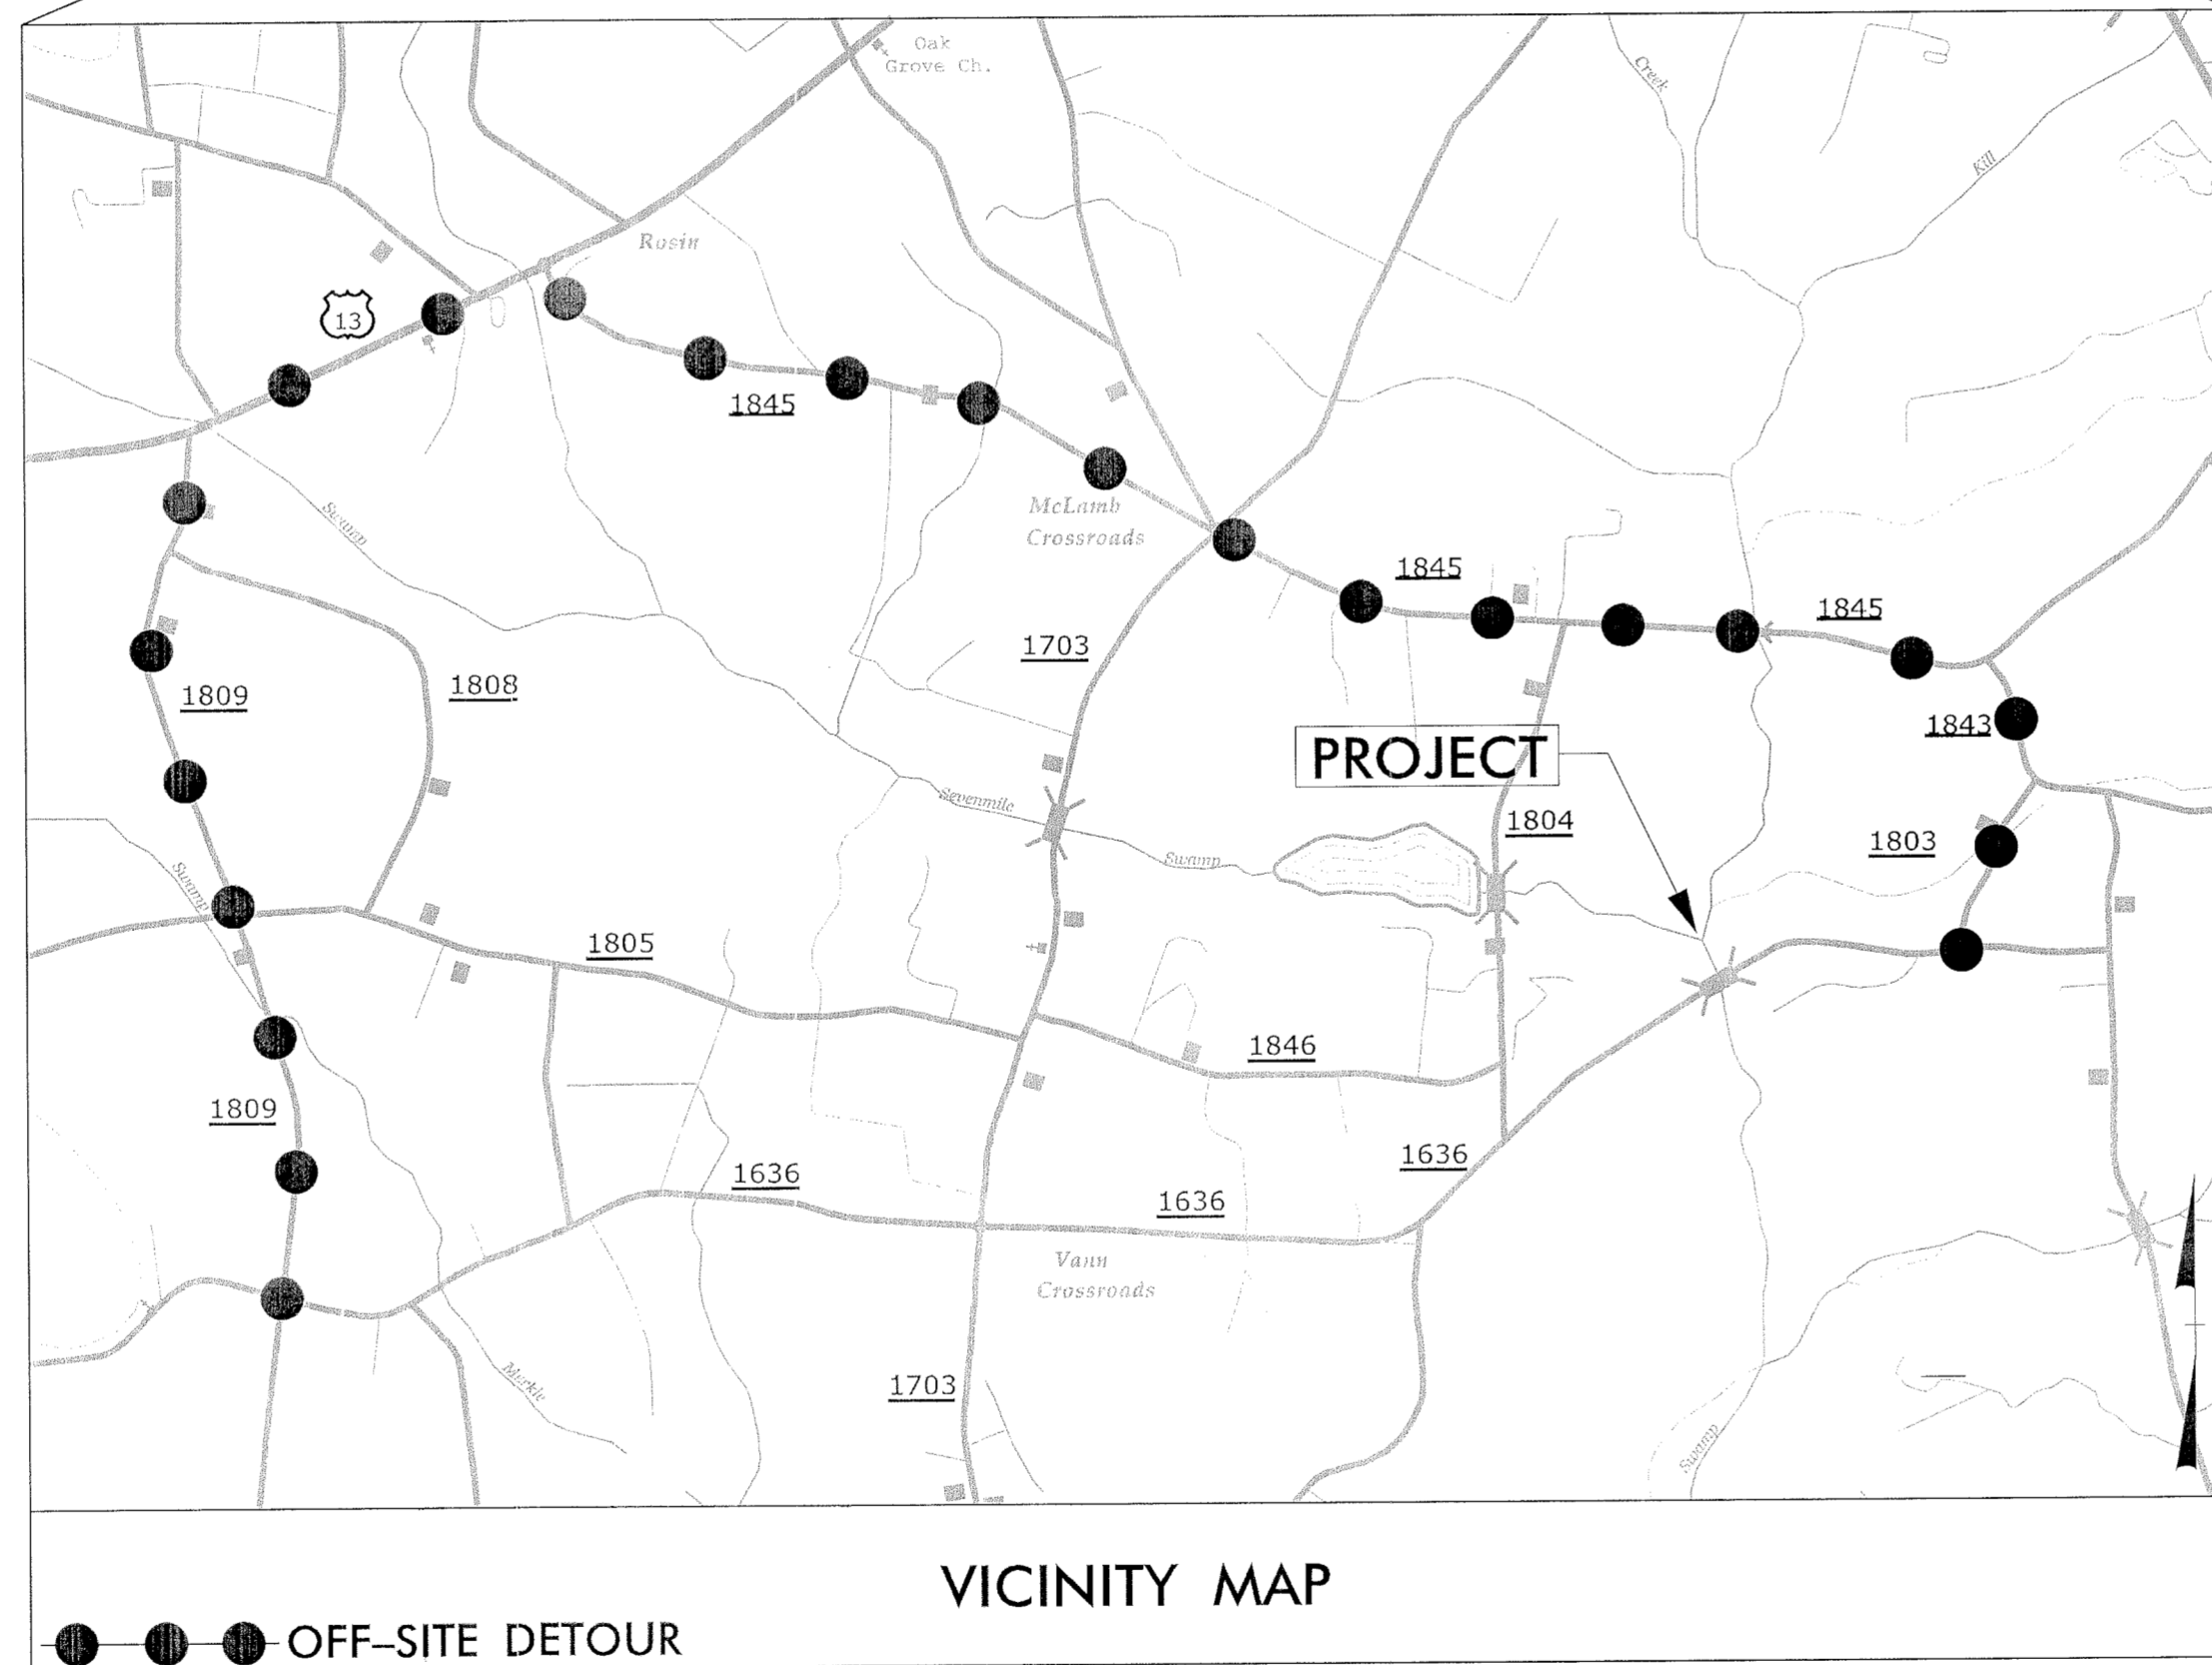 Oak
Grove Ch.
Creek
Kill
Rosin
13
1845
Swamp
McLamb
Crossroads
1845
1845
1703
1809
1808
1843
PROJECT
Sevenmile
1804
1803
Swamp
Swamp
1805
1846
1809
1636
1636
1636
Vann
Crossroads
Merkle
1703
Swamp
VICINITY MAP
OFF-SITE DETOUR